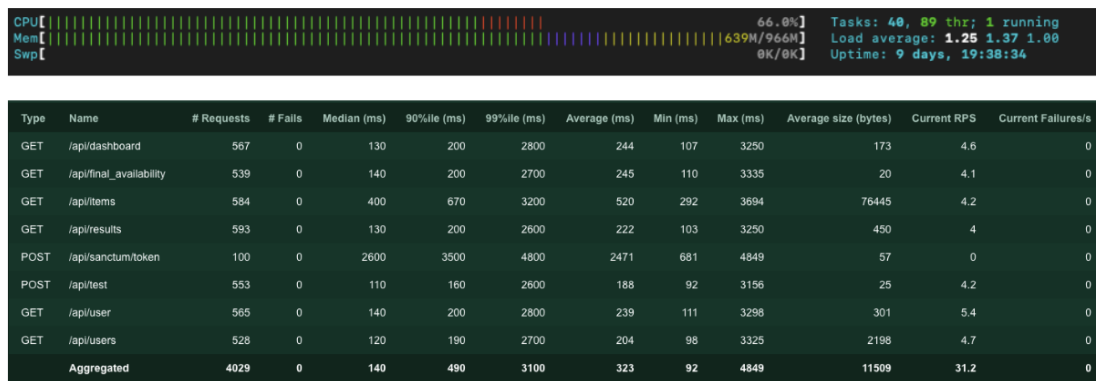 CPU[ 66.0%] Tasks: 40, 89 thr; 1 running
Mem[ 639M/966M] Load average: 1.25 1.37 1.00
Swp[ 0K/0K] Uptime: 9 days, 19:38:34
Type Name # Requests # Fails Median (ms) 90%ile (ms) 99%ile (ms) Average (ms) Min (ms) Max (ms) Average size (bytes) Current RPS Current Failures/s
GET /api/dashboard 567 0 130 200 2800 244 107 3250 173 4.6 0
GET /api/final_availability 539 0 140 200 2700 245 110 3335 20 4.1 0
GET /api/items 584 0 400 670 3200 520 292 3694 76445 4.2 0
GET /api/results 593 0 130 200 2600 222 103 3250 450 4 0
POST /api/sanctum/token 100 0 2600 3500 4800 2471 681 4849 57 0 0
POST /api/test 553 0 110 160 2600 188 92 3156 25 4.2 0
GET /api/user 565 0 140 200 2800 239 111 3298 301 5.4 0
GET /api/users 528 0 120 190 2700 204 98 3325 2198 4.7 0
Aggregated 4029 0 140 490 3100 323 92 4849 11509 31.2 0